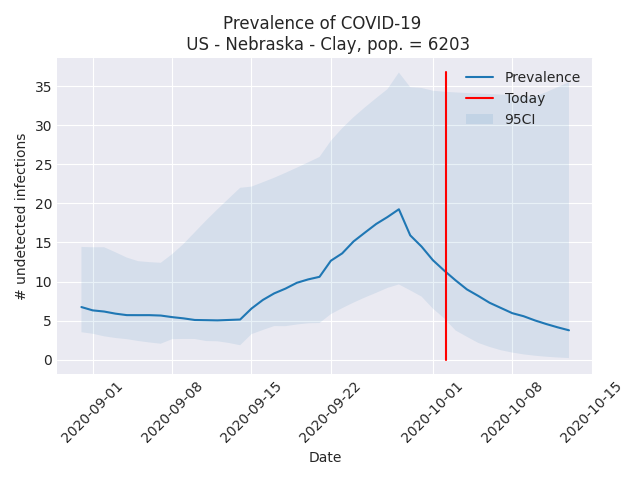 Prevalence of COVID-19
US - Nebraska - Clay, pop. = 6203
Prevalence
Today
95CI
# undetected infections
35
30
25
20
15
10
5
0
2020-09-01
2020-09-08
2020-09-15
2020-09-22
2020-10-01
2020-10-08
2020-10-15
Date